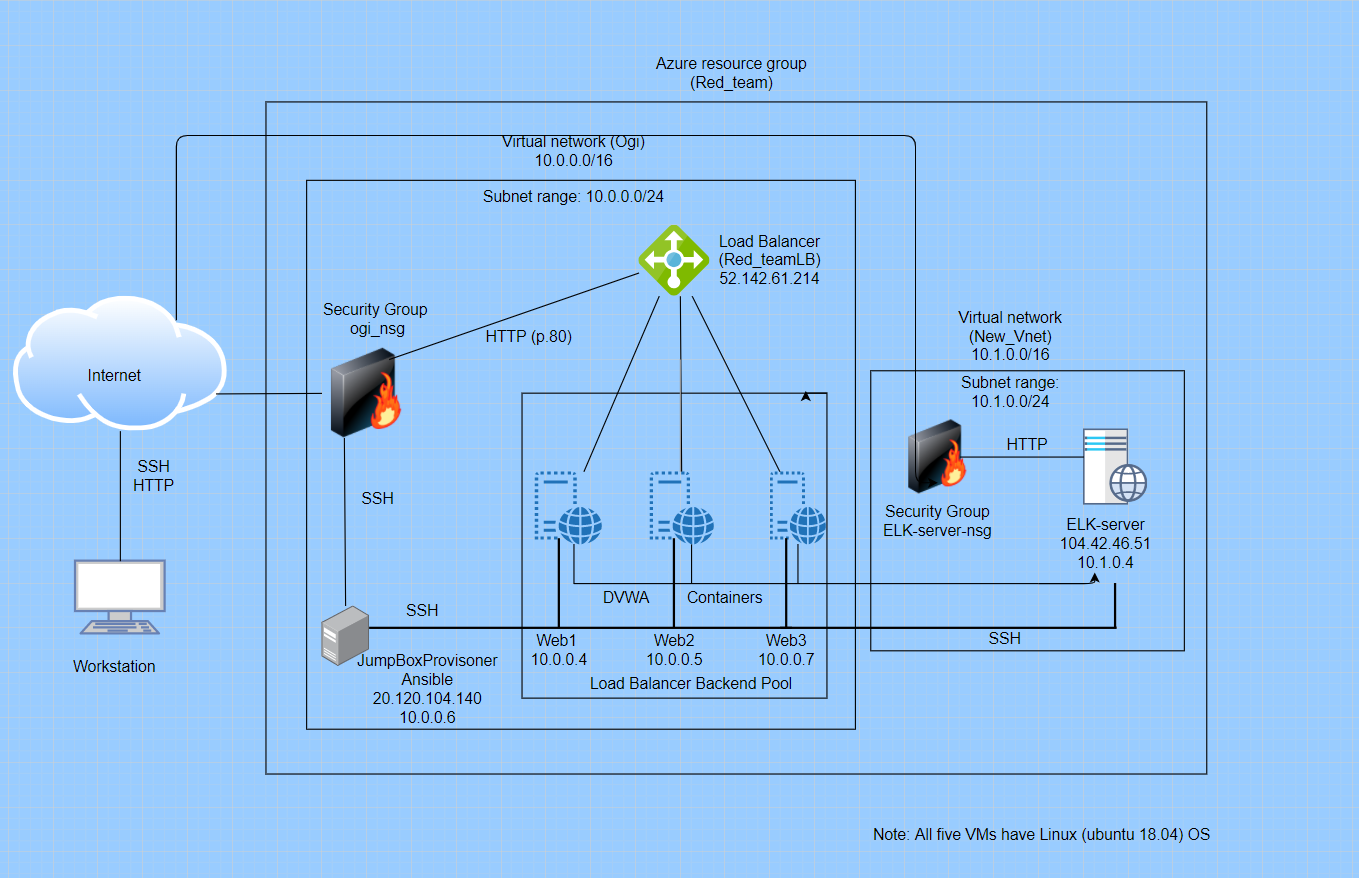 Azure resource group
(Red_team)
Virtual network (Ogi)
10.0.0.0/16
Subnet range: 10.0.0.0/24
Load Balancer
(Red_teamLB)
52.142.61.214
Security Group
ogi_nsg
HTTP (p.80)
Virtual network
(New_Vnet)
10.1.0.0/16
Subnet range:
10.1.0.0/24
Internet
HTTP
SSH
HTTP
SSH
Security Group
ELK-server-nsg
ELK-server
104.42.46.51
10.1.0.4
DVWA
Containers
SSH
SSH
Web1
10.0.0.4
Web2
10.0.0.5
Web3
10.0.0.7
Load Balancer Backend Pool
Workstation
JumpBoxProvisoner
Ansible
20.120.104.140
10.0.0.6
Note: All five VMs have Linux (ubuntu 18.04) OS